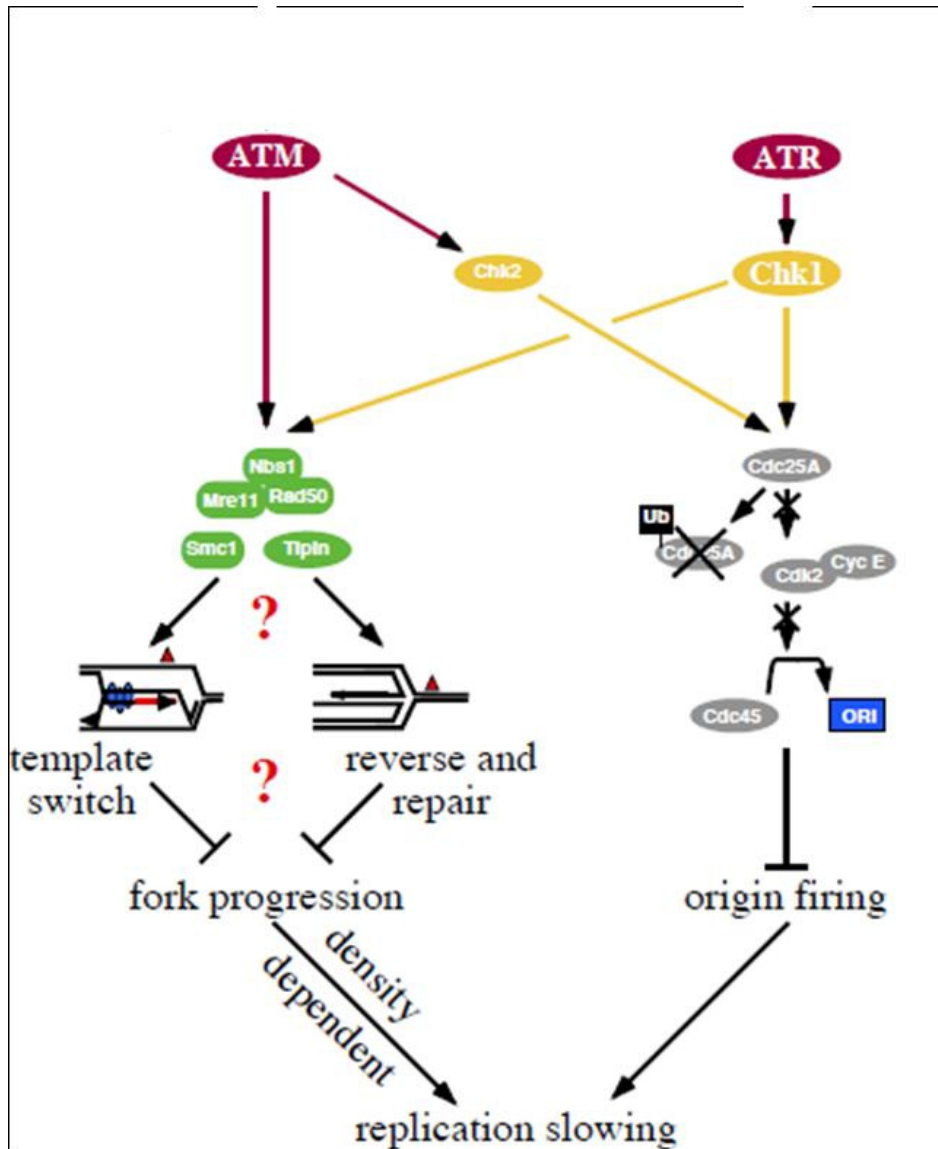 ATM
ATR
Chk2
Chk1
Nbs1
Mre11
Rad50
Smc1
Tipin
Cdc25A
Ub
Cdc25A
Cdk2
Cyc E
?
Cdc45
ORI
template
switch
?
reverse and
repair
fork progression
origin firing
density
dependent
replication slowing